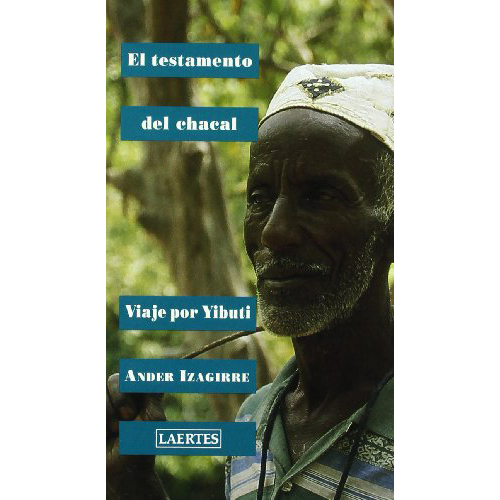 El testamento
del chacal
Viaje por Yibuti
ANDER IZAGIRRE
LAERTES